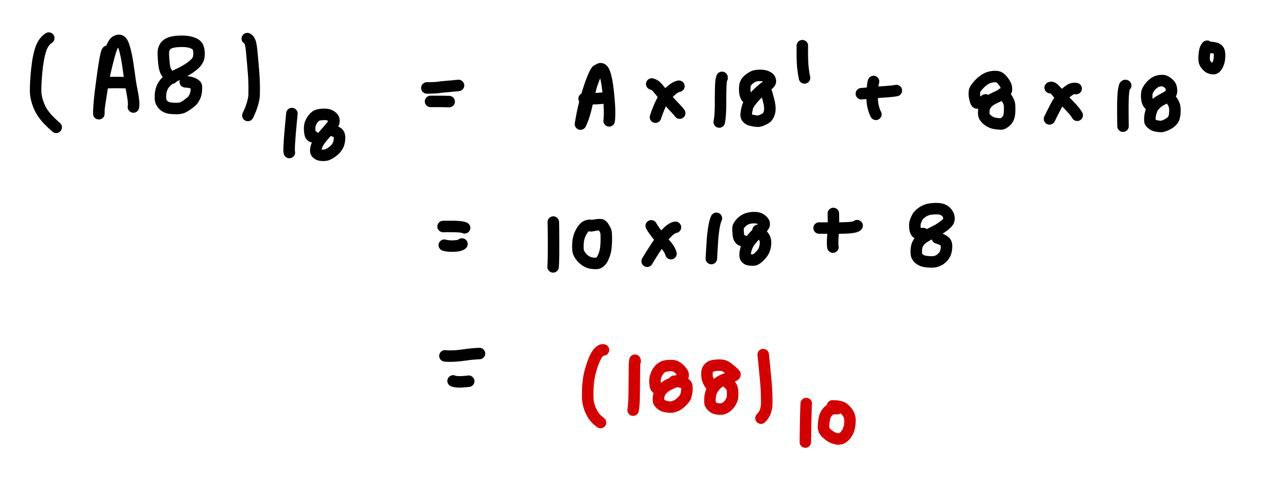 (A8)₁₈ = A × 18¹ + 8 × 18⁰
= 10 × 18 + 8
= (188)₁₀